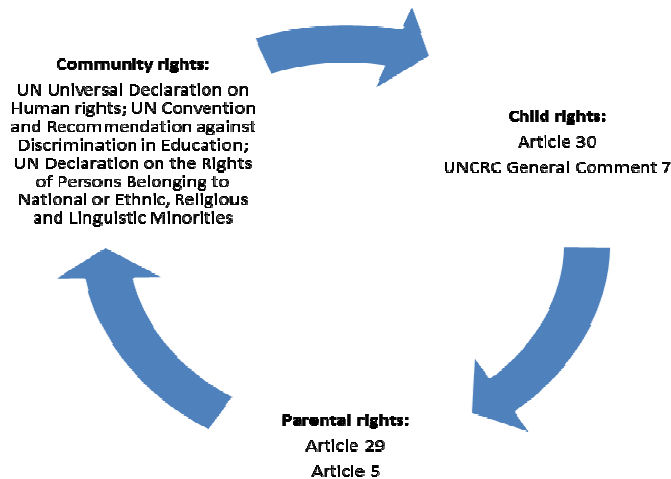 Community rights:
UN Universal Declaration on
Human rights; UN Convention
and Recommendation against
Discrimination in Education;
UN Declaration on the Rights
of Persons Belonging to
National or Ethnic, Religious
and Linguistic Minorities
Child rights:
Article 30
UNCRC General Comment 7
Parental rights:
Article 29
Article 5